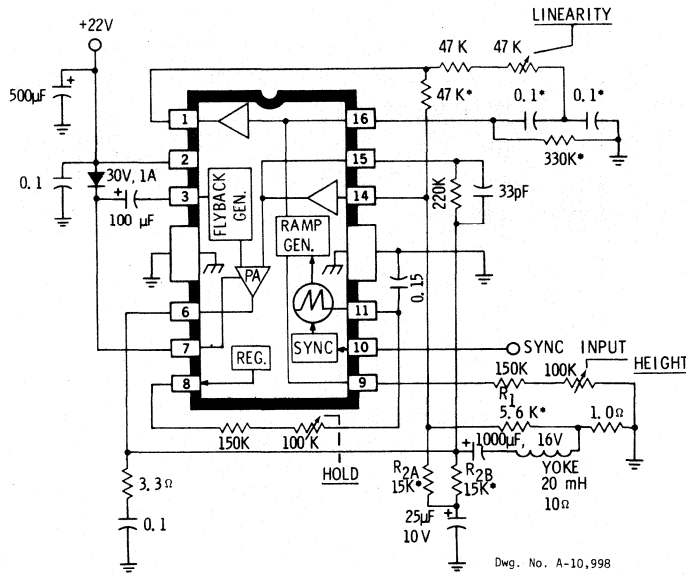 LINEARITY
+22V
47 K
47 K
500µF
+
47 K*
0.1*
0.1*
1
16
330K*
2
15
0.1
30V, 1A
+
100 µF
3
FLYBACK
GEN.
14
220K
33pF
RAMP
GEN.
PA
0.15
6
11
7
REG.
SYNC
10
SYNC INPUT
8
9
150K
100K
HEIGHT
R1
5.6 K*
1.0Ω
150K
100 K
+
1000µF, 16V
HOLD
YOKE
20 mH
10Ω
3.3Ω
R2A
15K*
R2B
15K*
0.1
25µF
10V
+
Dwg. No. A-10,998